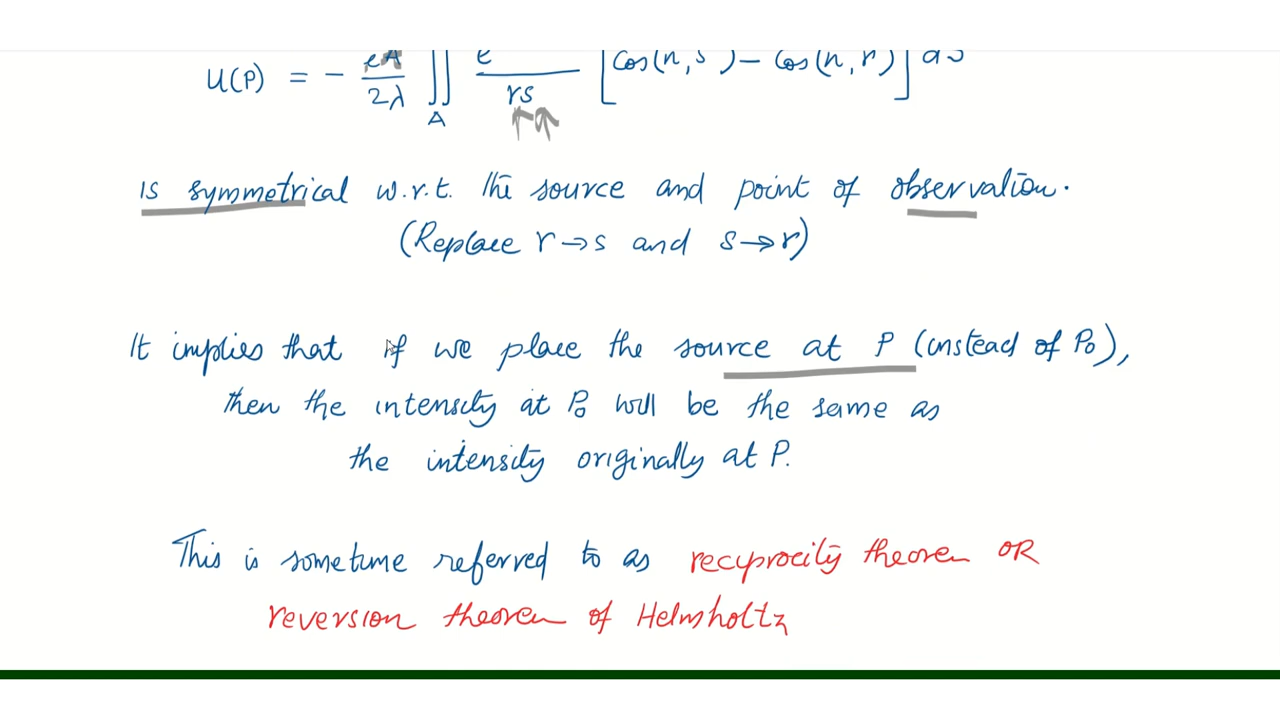 U(P) = - iA/2λ ∬_A e/rs [Cos(n, s) - Cos(n, r)] ds
is symmetrical w.r.t. the source and point of observation.
(Replace r→s and s→r)
It implies that if we place the source at P (instead of P₀),
then the intensity at P₀ will be the same as
the intensity originally at P.
This is sometime referred to as reciprocity theorem OR
reversion theorem of Helmholtz